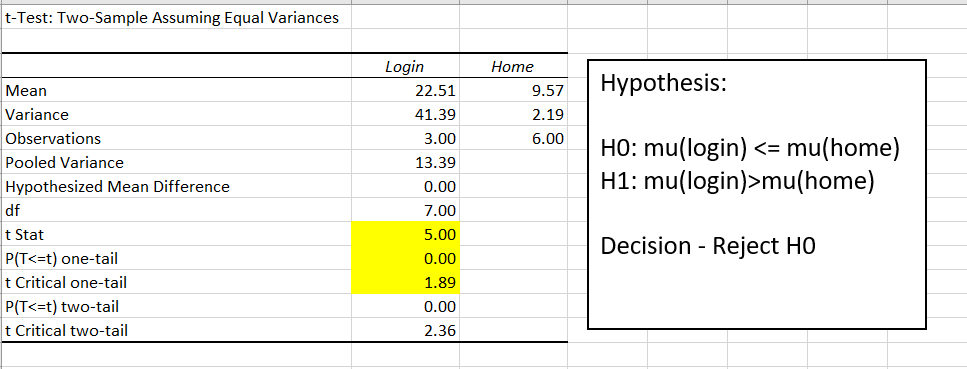 t-Test: Two-Sample Assuming Equal Variances
Login Home
Mean 22.51 9.57
Variance 41.39 2.19
Observations 3.00 6.00
Pooled Variance 13.39
Hypothesized Mean Difference 0.00
df 7.00
t Stat 5.00
P(T<=t) one-tail 0.00
t Critical one-tail 1.89
P(T<=t) two-tail 0.00
t Critical two-tail 2.36
Hypothesis:
H0: mu(login) <= mu(home)
H1: mu(login)>mu(home)
Decision - Reject H0